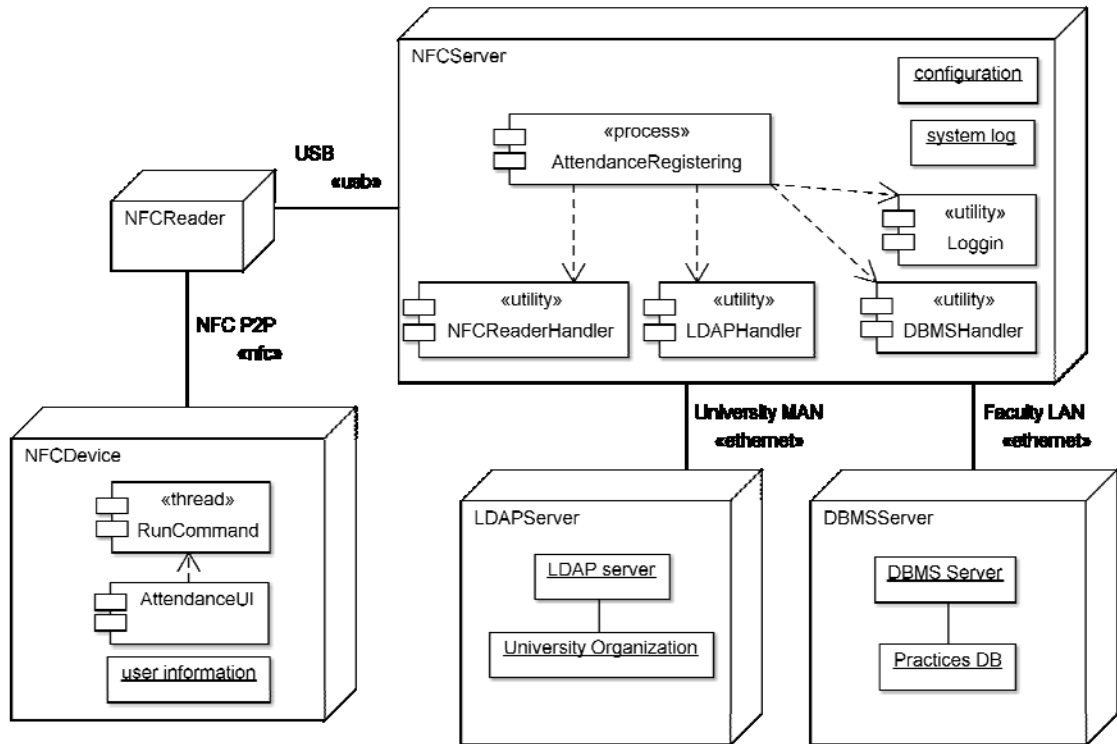 NFCServer
configuration
«process»
AttendanceRegistering
system log
USB
«usb»
NFCReader
«utility»
Loggin
«utility»
NFCReaderHandler
«utility»
LDAPHandler
«utility»
DBMSHandler
NFC P2P
«nfc»
University MAN
«ethernet»
Faculty LAN
«ethernet»
NFCDevice
«thread»
RunCommand
AttendanceUI
user information
LDAPServer
LDAP server
University Organization
DBMSServer
DBMS Server
Practices DB